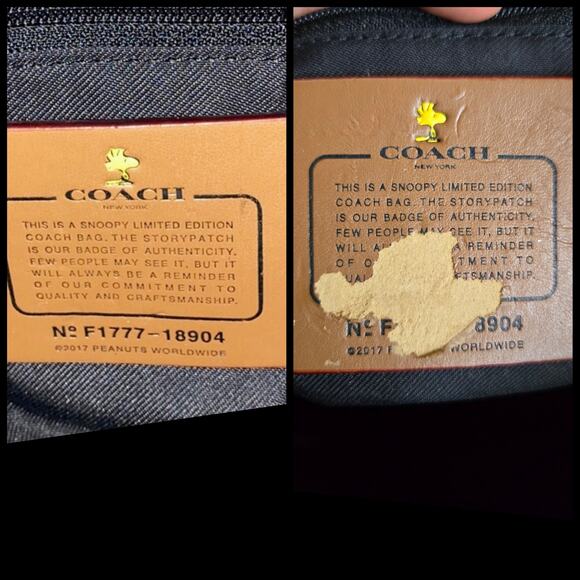 COACH
NEW YORK
THIS IS A SNOOPY LIMITED EDITION
COACH BAG. THE STORYPATCH
IS OUR BADGE OF AUTHENTICITY.
FEW PEOPLE MAY SEE IT, BUT IT
WILL ALWAYS BE A REMINDER
OF OUR COMMITMENT TO
QUALITY AND CRAFTSMANSHIP.
Nº F1777-18904
©2017 PEANUTS WORLDWIDE
COACH
NEW YORK
THIS IS A SNOOPY LIMITED EDITION
COACH BAG. THE STORYPATCH
IS OUR BADGE OF AUTHENTICITY.
FEW PEOPLE MAY SEE IT, BUT IT
WILL A REMINDER
OF
TSMANSHIP.
Nº F 8904
©2017 PEANUTS WORLDWIDE